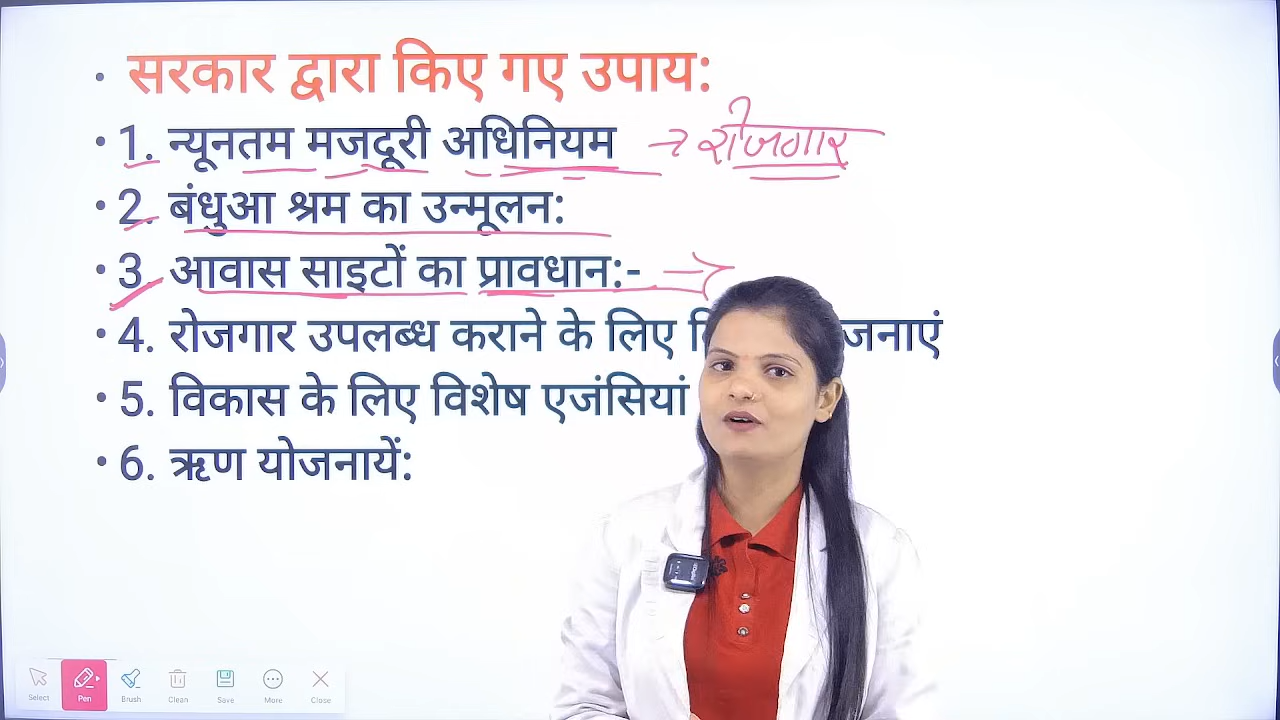 • सरकार द्वारा किए गए उपाय:
• 1. न्यूनतम मजदूरी अधिनियम → रोजगार
• 2. बंधुआ श्रम का उन्मूलन:
• 3. आवास साइटों का प्रावधान:- →
• 4. रोजगार उपलब्ध कराने के लिए
• 5. विकास के लिए विशेष एजंसियां
• 6. ऋण योजनायें:
Select Pen Brush Clean Save More Close